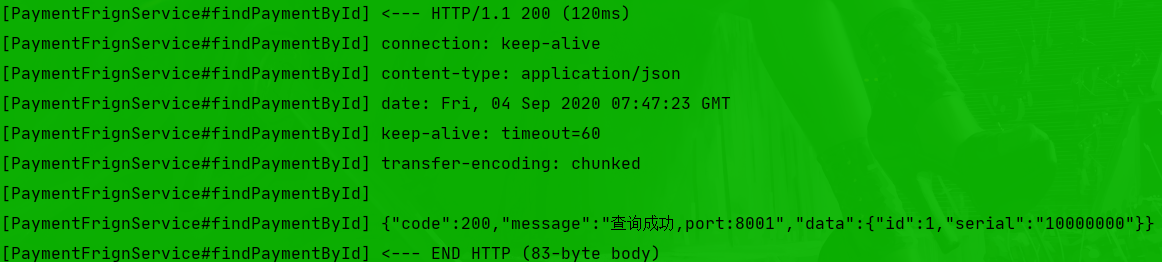 [PaymentFrignService#findPaymentById] <--- HTTP/1.1 200 (120ms)
[PaymentFrignService#findPaymentById] connection: keep-alive
[PaymentFrignService#findPaymentById] content-type: application/json
[PaymentFrignService#findPaymentById] date: Fri, 04 Sep 2020 07:47:23 GMT
[PaymentFrignService#findPaymentById] keep-alive: timeout=60
[PaymentFrignService#findPaymentById] transfer-encoding: chunked
[PaymentFrignService#findPaymentById]
[PaymentFrignService#findPaymentById] {"code":200,"message":"查询成功,port:8001","data":{"id":1,"serial":"10000000"}}
[PaymentFrignService#findPaymentById] <--- END HTTP (83-byte body)